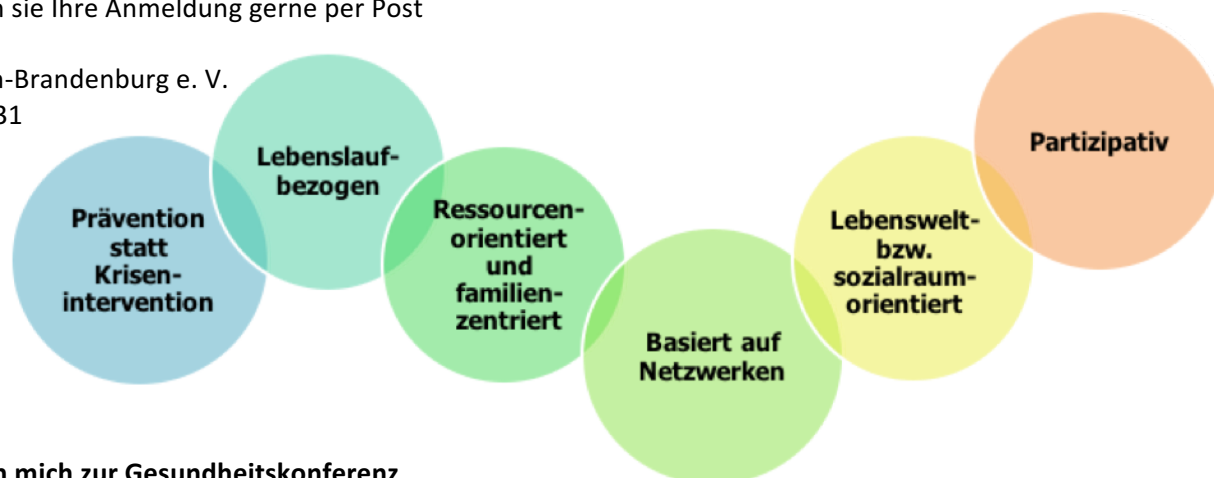 sie Ihre Anmeldung gerne per Post
-Brandenburg e. V.
31
Prävention
statt
Krisen-
intervention
Lebenslauf-
bezogen
Ressourcen-
orientiert
und
familien-
zentriert
Basiert auf
Netzwerken
Lebenswelt-
bzw.
sozialraum-
orientiert
Partizipativ
mich zur Gesundheitskonferenz